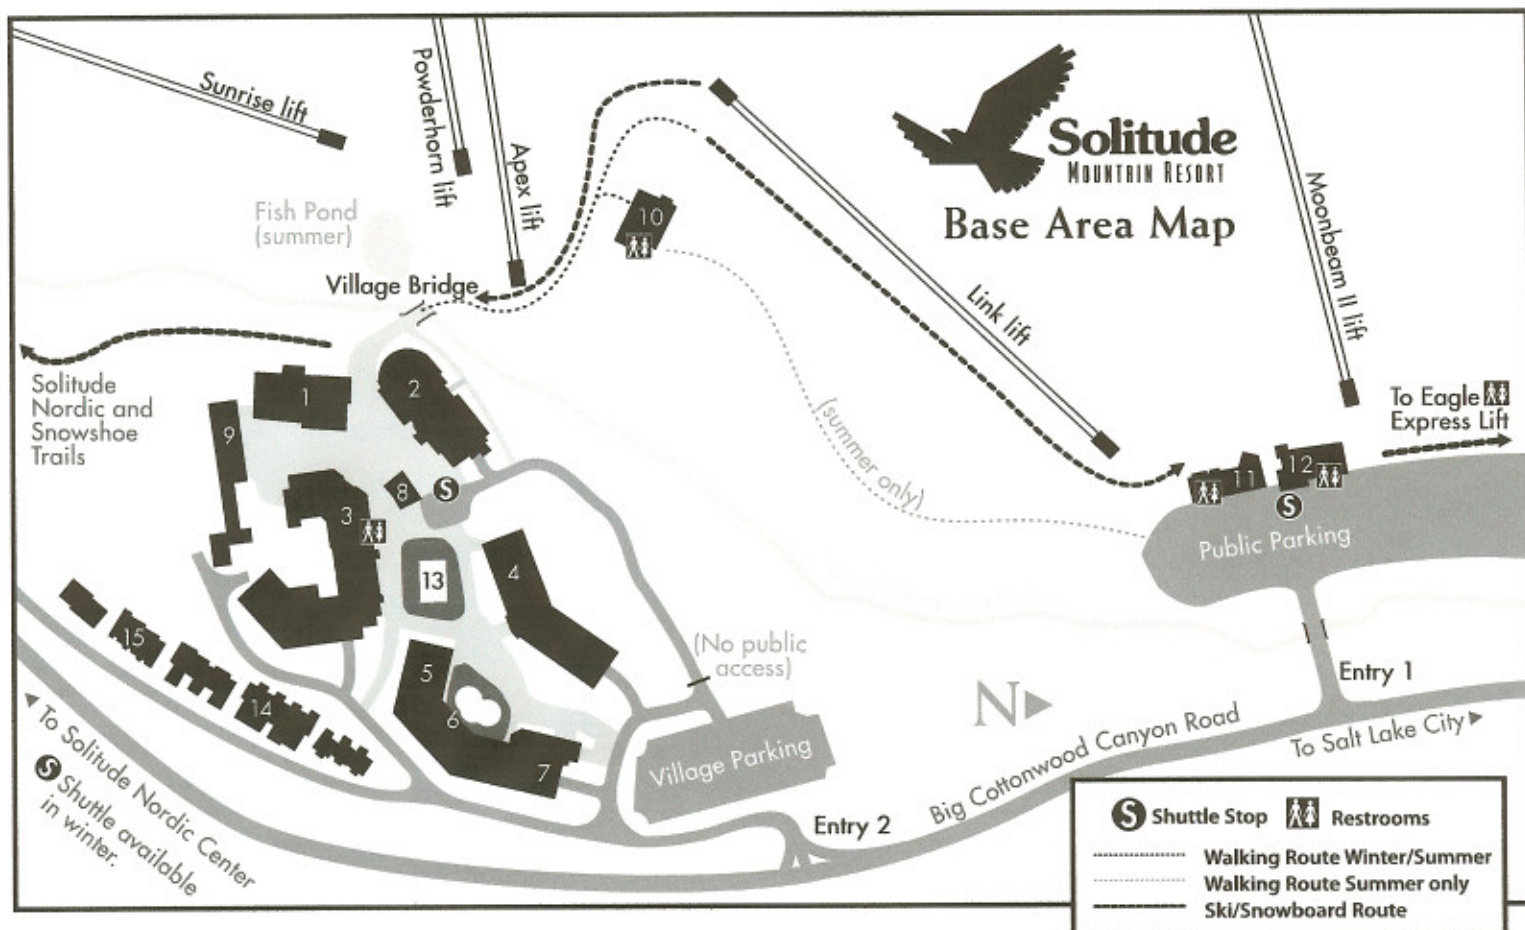 Sunrise lift
Powderhorn lift
Apex lift
Solitude
MOUNTAIN RESORT
Base Area Map
Moonbeam II lift
Fish Pond
(summer)
10
Village Bridge
Link lift
Solitude
Nordic and
Snowshoe
Trails
1
2
9
To Eagle
Express Lift
(summer only)
8
S
3
11
12
S
Public Parking
13
4
15
14
5
6
7
(No public
access)
Village Parking
N
Entry 1
Big Cottonwood Canyon Road
To Salt Lake City
Entry 2
To Solitude Nordic Center
S Shuttle available
in winter.
S Shuttle Stop
Restrooms
Walking Route Winter/Summer
Walking Route Summer only
Ski/Snowboard Route